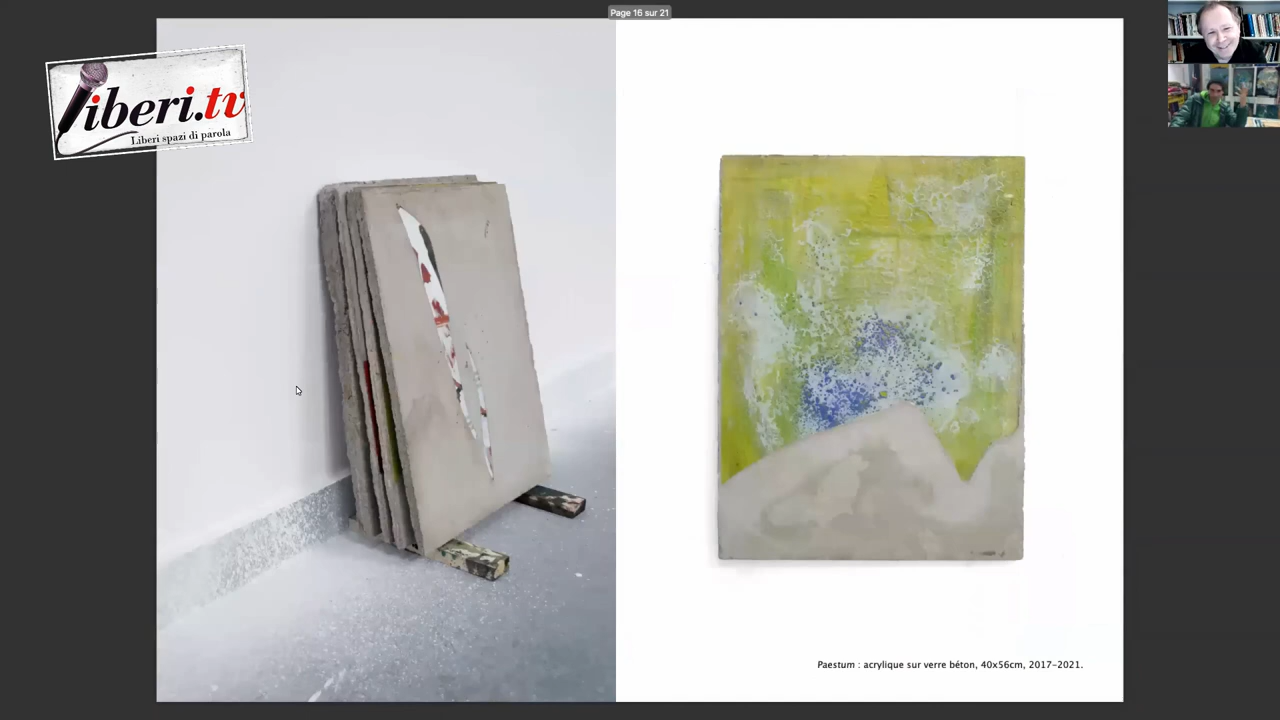 Page 16 sur 21
liberi.tv
Liberi spazi di parola
Paestum : acrylique sur verre béton, 40x56cm, 2017-2021.